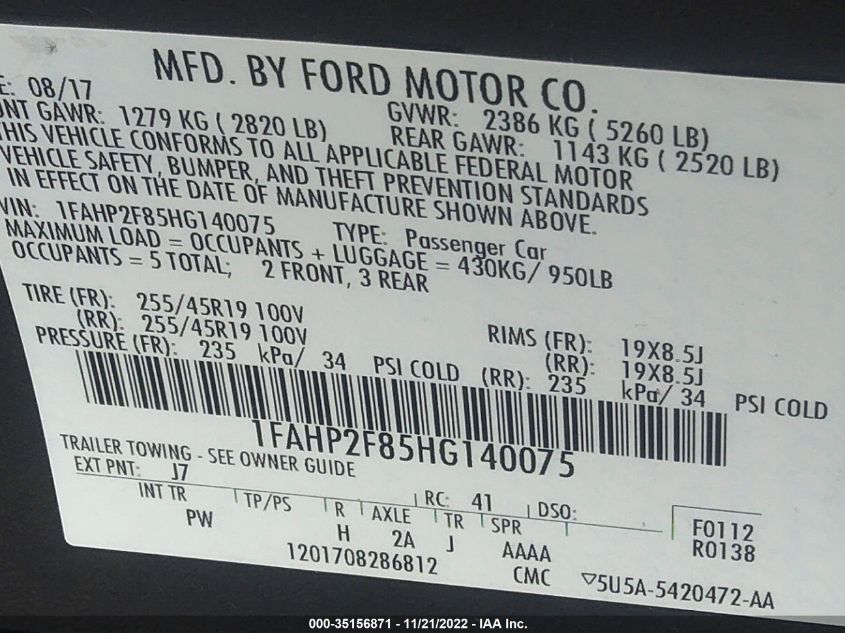 MFD. BY FORD MOTOR CO.
E: 08/17 GVWR: 2386 KG ( 5260 LB)
NT GAWR: 1279 KG ( 2820 LB) REAR GAWR: 1143 KG ( 2520 LB)
THIS VEHICLE CONFORMS TO ALL APPLICABLE FEDERAL MOTOR
VEHICLE SAFETY, BUMPER, AND THEFT PREVENTION STANDARDS
IN EFFECT ON THE DATE OF MANUFACTURE SHOWN ABOVE.
VIN: 1FAHP2F85HG140075 TYPE: Passenger Car
MAXIMUM LOAD = OCCUPANTS + LUGGAGE = 430KG/ 950LB
OCCUPANTS = 5 TOTAL; 2 FRONT, 3 REAR
TIRE (FR): 255/45R19 100V RIMS (FR): 19X8.5J
(RR): 255/45R19 100V (RR): 19X8.5J
PRESSURE (FR): 235 kPa/ 34 PSI COLD (RR): 235 kPa/ 34 PSI COLD
1FAHP2F85HG140075
TRAILER TOWING - SEE OWNER GUIDE
EXT PNT: J7 RC: 41 DSO: F0112
INT TR TP/PS R AXLE TR SPR R0138
PW H 2A J AAAA
1201708286812 CMC ▽5U5A-5420472-AA
000-35156871 - 11/21/2022 - IAA Inc.